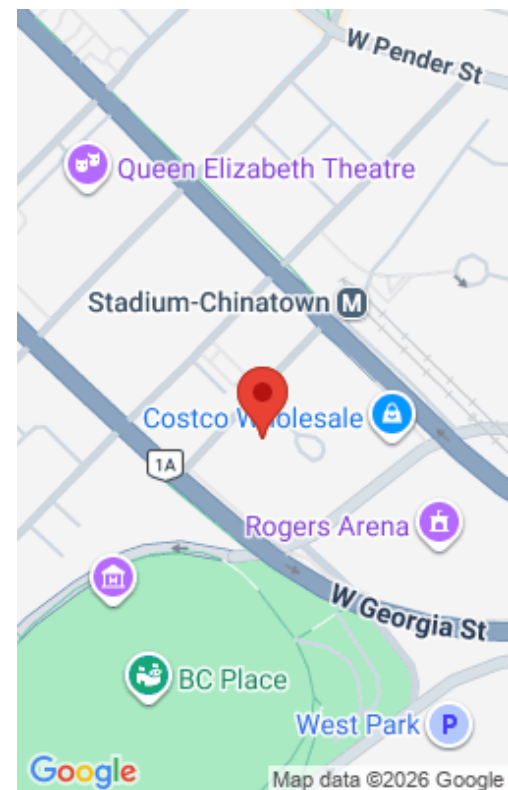 W Pender St
Queen Elizabeth Theatre
Stadium-Chinatown M
Costco Wholesale
1A
Rogers Arena
W Georgia St
BC Place
West Park P
Google
Map data ©2026 Google